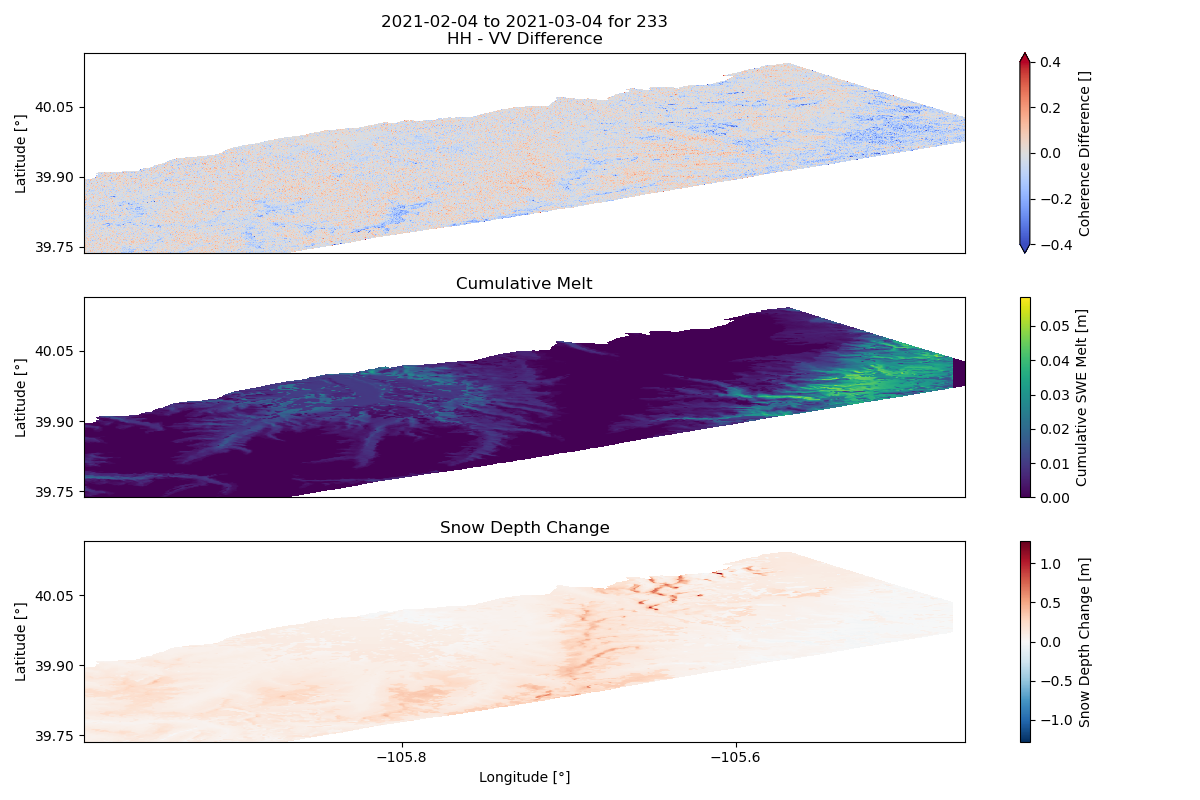 2021-02-04 to 2021-03-04 for 233
HH - VV Difference
40.05
39.90
39.75
Latitude [°]
0.4
0.2
0.0
−0.2
−0.4
Coherence Difference []
Cumulative Melt
40.05
39.90
39.75
Latitude [°]
0.05
0.04
0.03
0.02
0.01
0.00
Cumulative SWE Melt [m]
Snow Depth Change
40.05
39.90
39.75
Latitude [°]
1.0
0.5
0.0
−0.5
−1.0
Snow Depth Change [m]
−105.8
−105.6
Longitude [°]